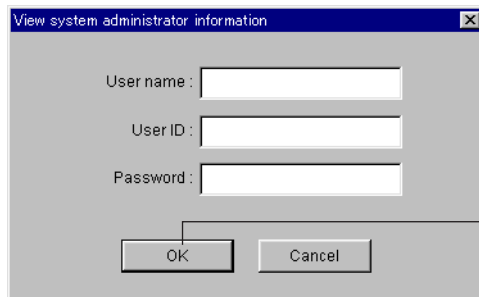 View system administrator information
User name :
User ID :
Password :
OK Cancel